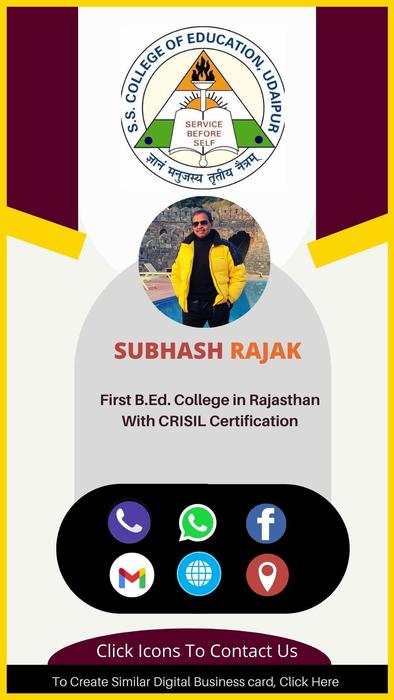 S.S. COLLEGE OF EDUCATION, UDAIPUR
SERVICE
BEFORE
SELF
ज्ञानं मनुजस्य तृतीय नैत्रम्
SUBHASH RAJAK
First B.Ed. College in Rajasthan
With CRISIL Certification
Click Icons To Contact Us
To Create Similar Digital Business card, Click Here